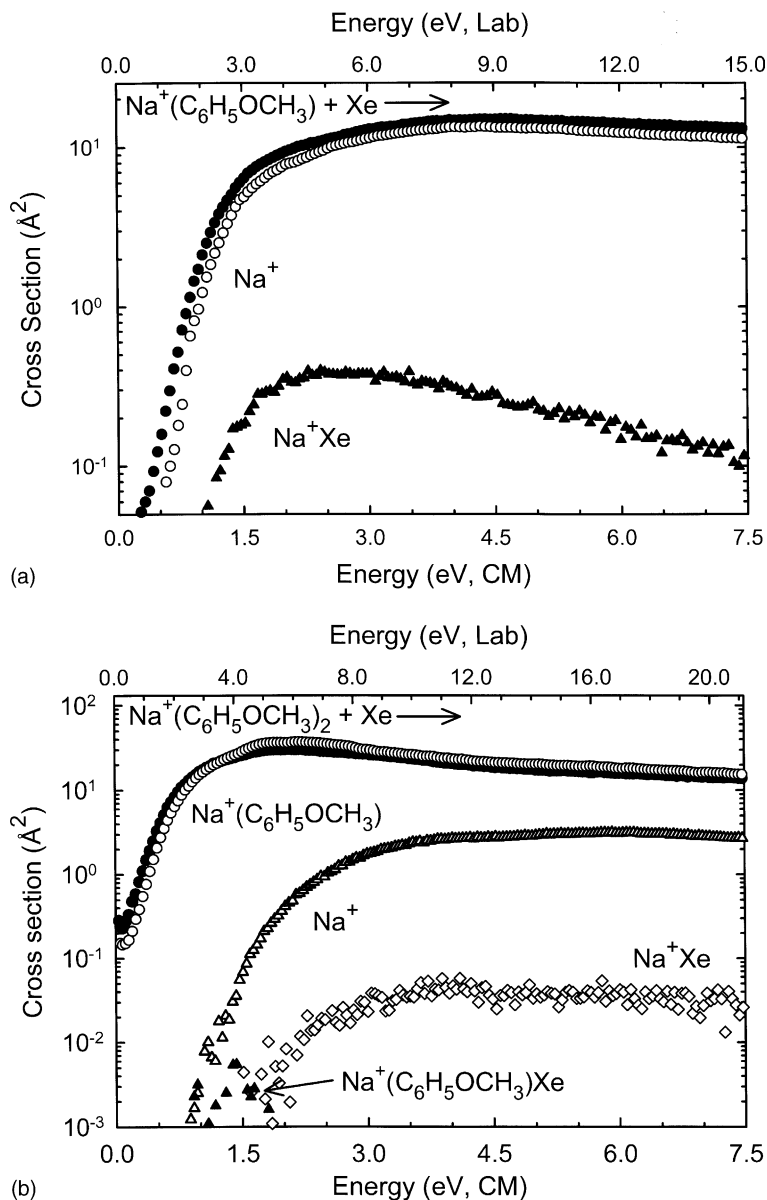 Energy (eV, Lab)
0.0 3.0 6.0 9.0 12.0 15.0
Na⁺(C₆H₅OCH₃) + Xe →
10¹
Na⁺
10⁰
Na⁺Xe
10⁻¹
Cross Section (Å²)
0.0 1.5 3.0 4.5 6.0 7.5
(a) Energy (eV, CM)
Energy (eV, Lab)
0.0 4.0 8.0 12.0 16.0 20.0
10²
Na⁺(C₆H₅OCH₃)₂ + Xe →
10¹
Na⁺(C₆H₅OCH₃)
10⁰
Na⁺
10⁻¹
Na⁺Xe
10⁻²
Na⁺(C₆H₅OCH₃)Xe
10⁻³
Cross section (Å²)
0.0 1.5 3.0 4.5 6.0 7.5
(b) Energy (eV, CM)